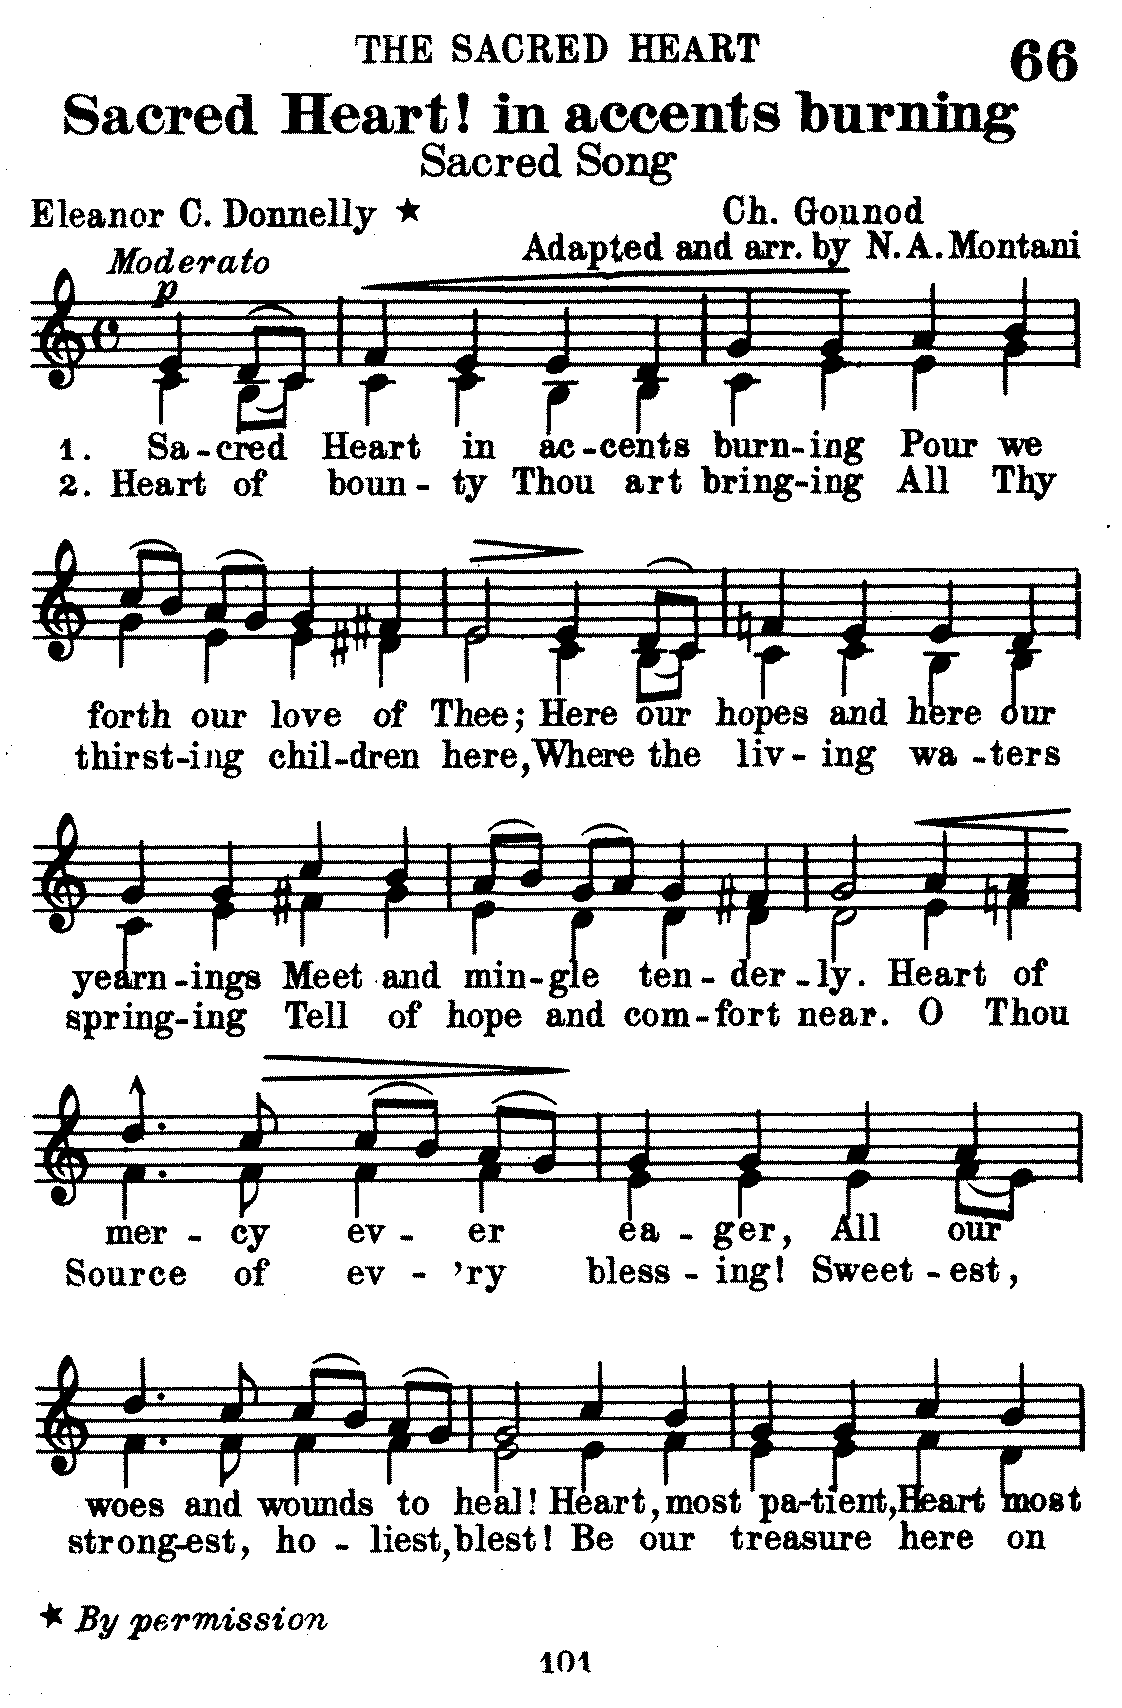 THE SACRED HEART
66
Sacred Heart! in accents burning
Sacred Song
Eleanor C. Donnelly ★
Ch. Gounod
Adapted and arr. by N. A. Montani
Moderato
p
1. Sa-cred Heart in ac-cents burn-ing Pour we
2. Heart of boun-ty Thou art bring-ing All Thy
forth our love of Thee; Here our hopes and here our
thirst-ing chil-dren here, Where the liv-ing wa-ters
yearn-ings Meet and min-gle ten-der-ly. Heart of
spring-ing Tell of hope and com-fort near. O Thou
mer-cy ev-er ea-ger, All our
Source of ev-'ry bless-ing! Sweet-est,
woes and wounds to heal! Heart, most pa-tient, Heart most
strong-est, ho-liest, blest! Be our treasure here on
★ By permission
101